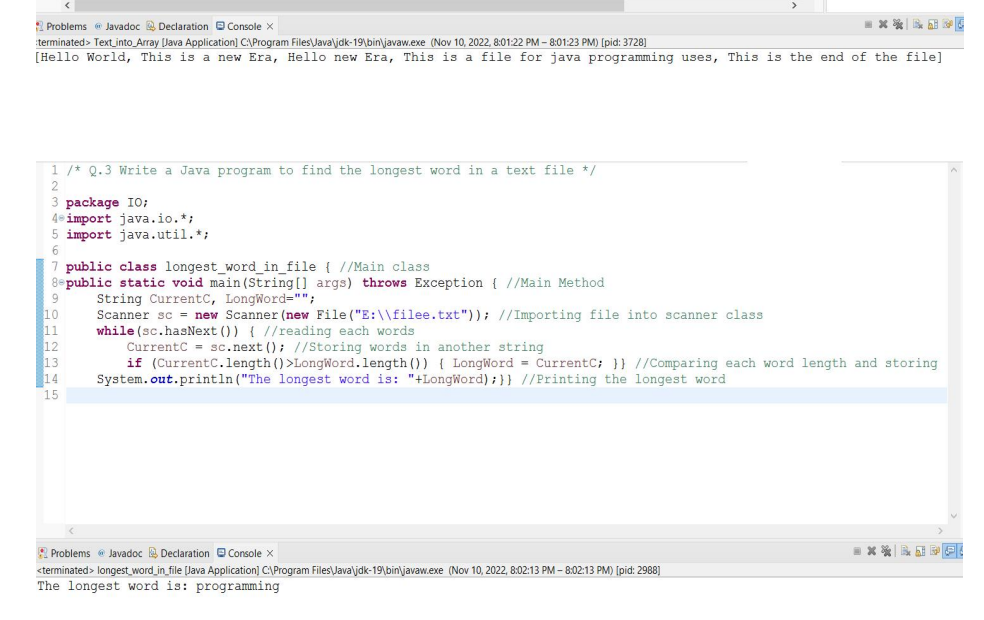 Problems @ Javadoc Declaration Console ×
terminated> Text_into_Array [Java Application] C:\Program Files\Java\jdk-19\bin\javaw.exe (Nov 10, 2022, 8:01:22 PM – 8:01:23 PM) [pid: 3728]
[Hello World, This is a new Era, Hello new Era, This is a file for java programming uses, This is the end of the file]
1 /* Q.3 Write a Java program to find the longest word in a text file */
2
3 package IO;
4 import java.io.*;
5 import java.util.*;
6
7 public class longest_word_in_file { //Main class
8 public static void main(String[] args) throws Exception { //Main Method
9 String CurrentC, LongWord="";
10 Scanner sc = new Scanner(new File("E:\\filee.txt")); //Importing file into scanner class
11 while(sc.hasNext()) { //reading each words
12 CurrentC = sc.next(); //Storing words in another string
13 if (CurrentC.length()>LongWord.length()) { LongWord = CurrentC; }} //Comparing each word length and storing
14 System.out.println("The longest word is: "+LongWord);}} //Printing the longest word
15
Problems @ Javadoc Declaration Console ×
<terminated> longest_word_in_file [Java Application] C:\Program Files\Java\jdk-19\bin\javaw.exe (Nov 10, 2022, 8:02:13 PM – 8:02:13 PM) [pid: 2988]
The longest word is: programming